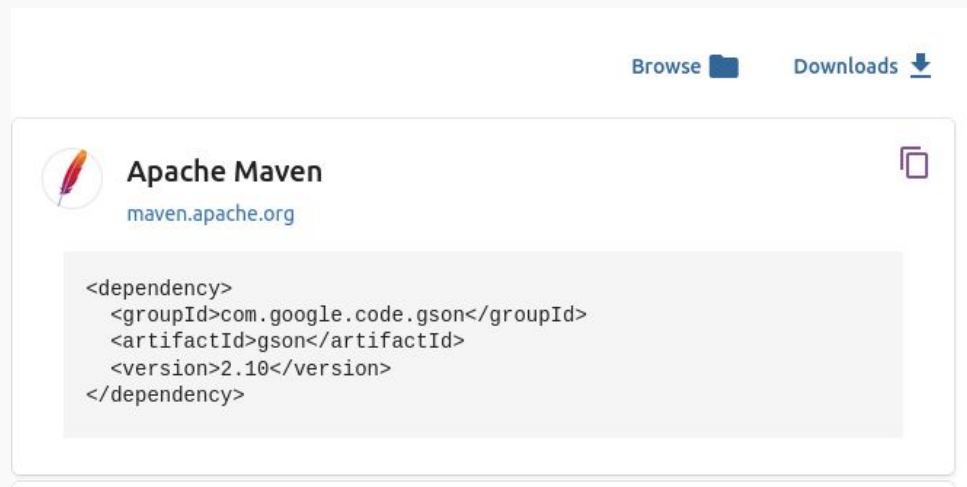 Browse Downloads
Apache Maven
maven.apache.org
<dependency>
  <groupId>com.google.code.gson</groupId>
  <artifactId>gson</artifactId>
  <version>2.10</version>
</dependency>